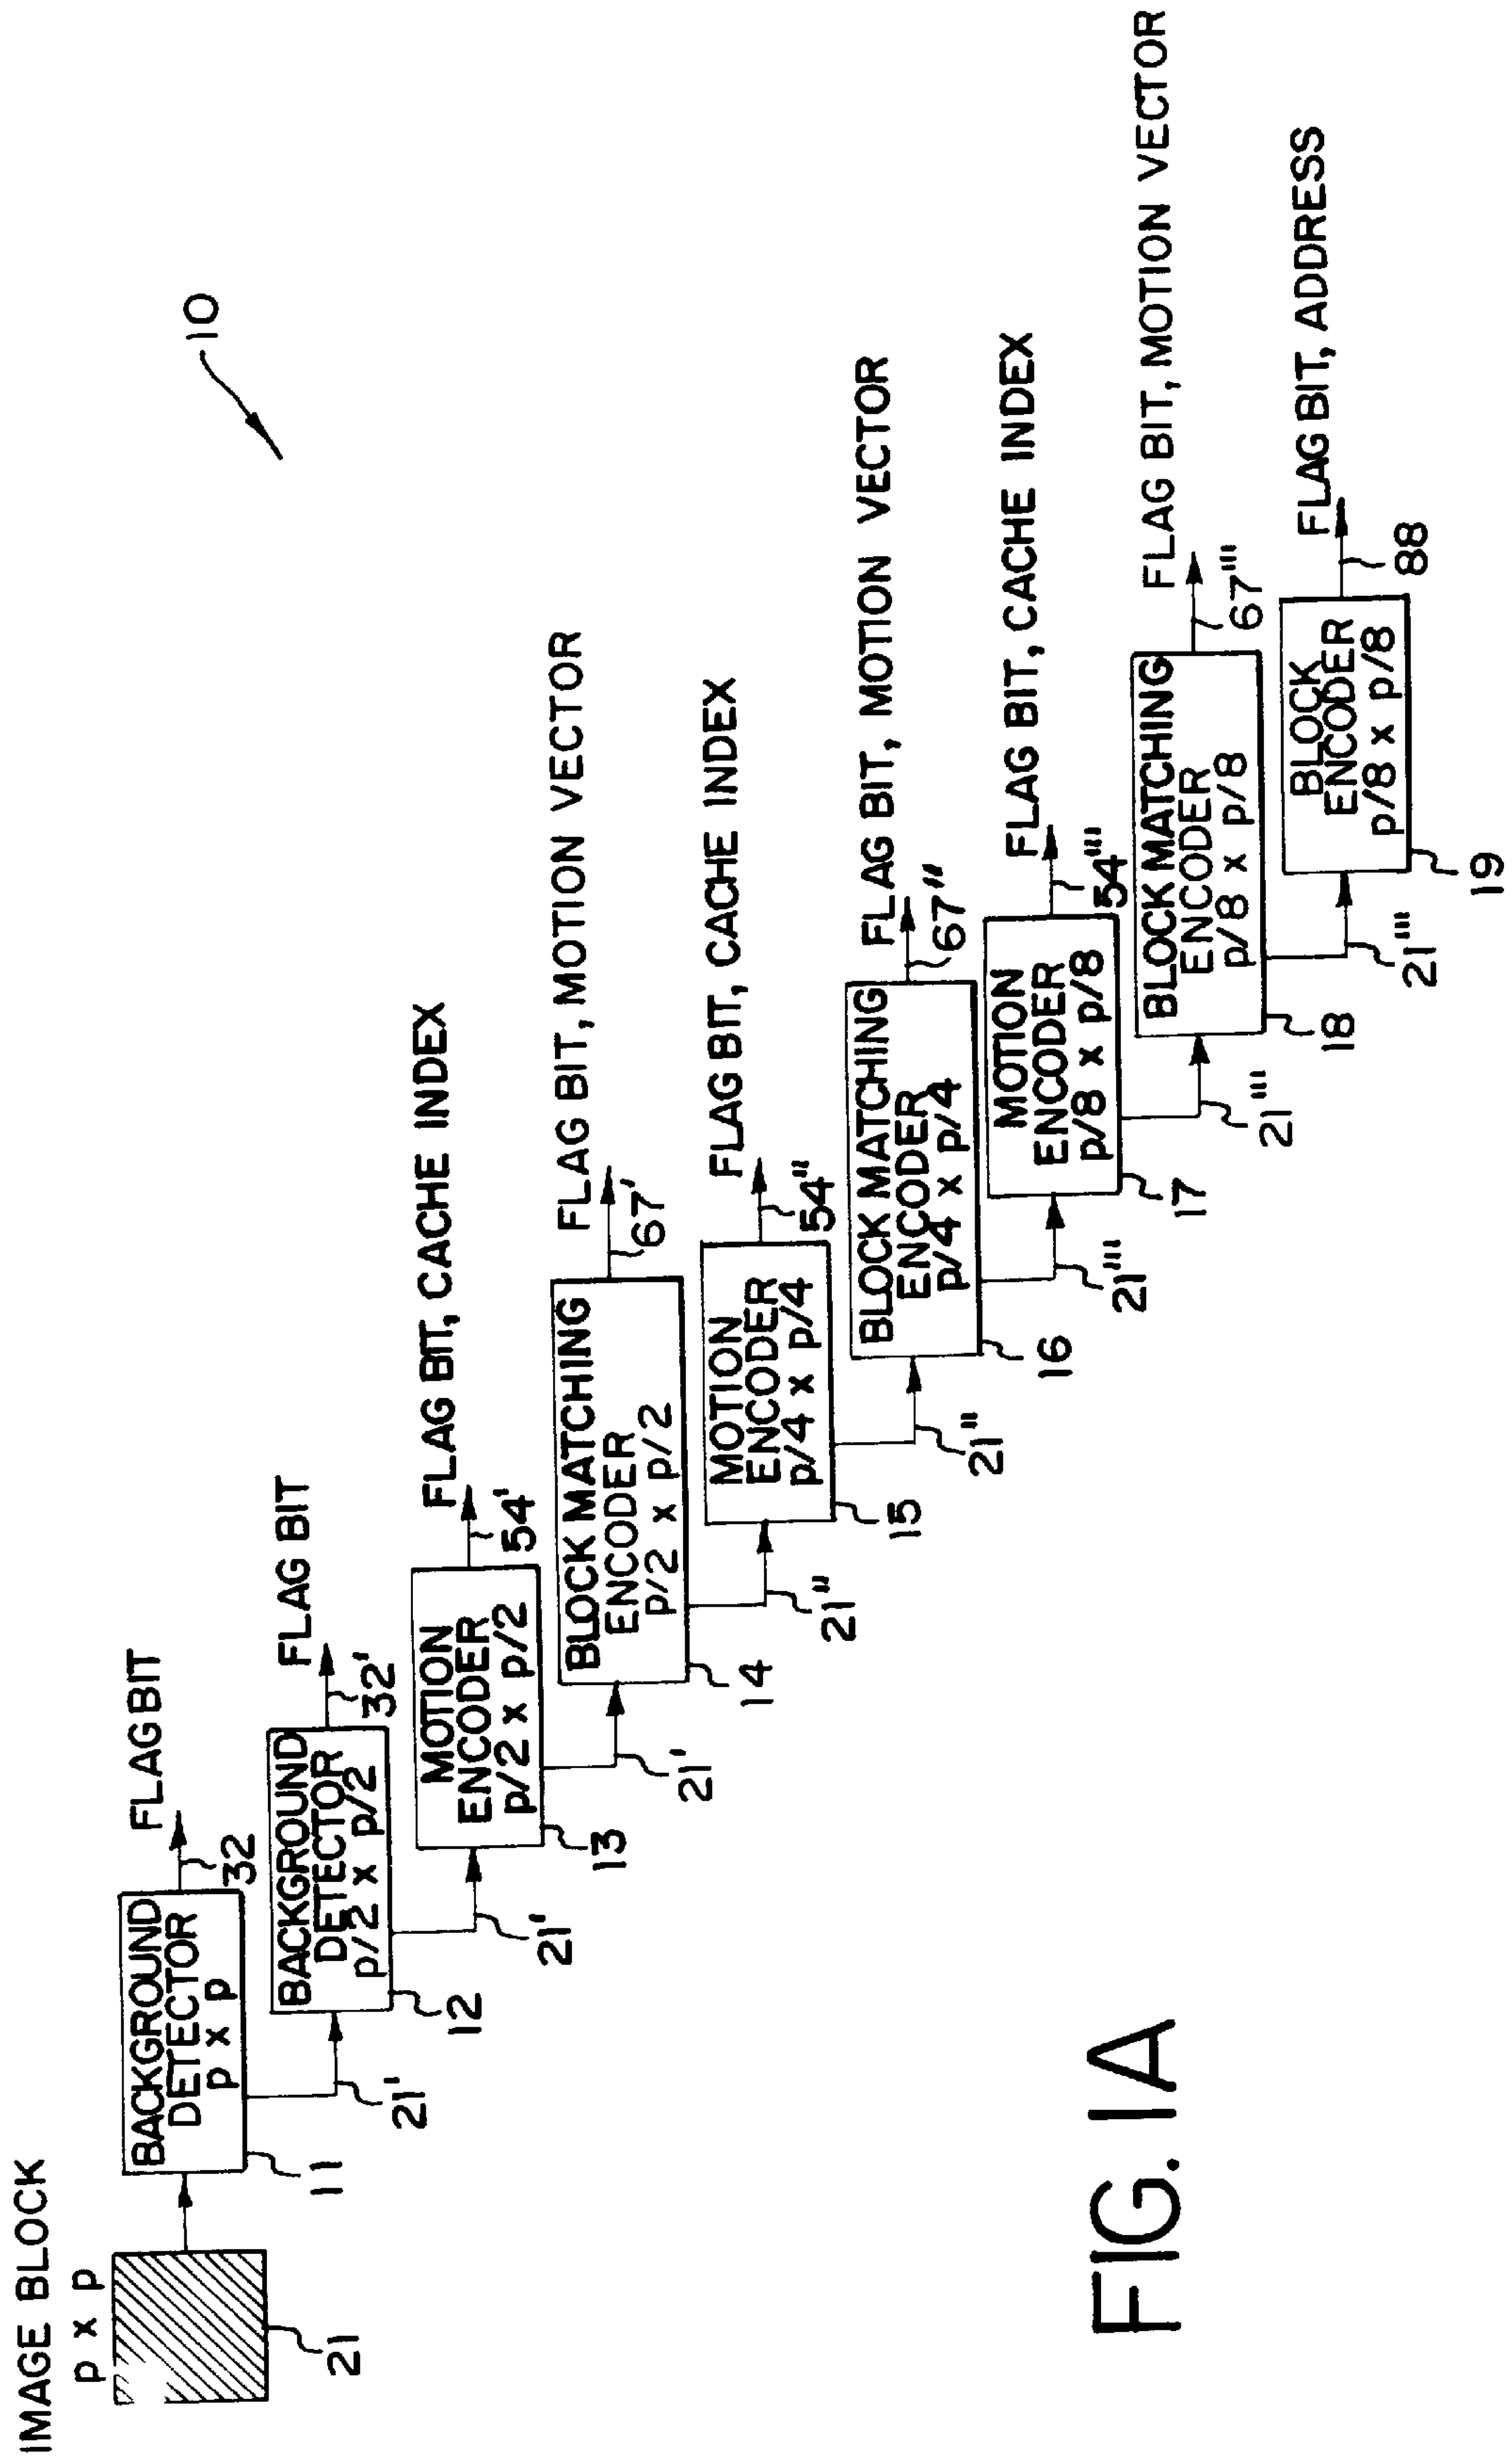 IMAGE BLOCK
p x p
21
BACKGROUND
DETECTOR
p x p
11
32
FLAG BIT
21'
BACKGROUND
DETECTOR
p/2 x p/2
12
32'
FLAG BIT
21'
MOTION
ENCODER
p/2 x p/2
13
54'
FLAG BIT, CACHE INDEX
21'
BLOCK MATCHING
ENCODER
p/2 x p/2
14
67'
FLAG BIT, MOTION VECTOR
21"
MOTION
ENCODER
p/4 x p/4
15
54"
FLAG BIT, CACHE INDEX
21"
BLOCK MATCHING
ENCODER
p/4 x p/4
16
67"
FLAG BIT, MOTION VECTOR
21'''
MOTION
ENCODER
p/8 x p/8
17
54'''
FLAG BIT, CACHE INDEX
21'''
BLOCK MATCHING
ENCODER
p/8 x p/8
18
67'''
FLAG BIT, MOTION VECTOR
21'''
BLOCK
ENCODER
p/8 x p/8
19
88
FLAG BIT, ADDRESS
10
FIG. 1A